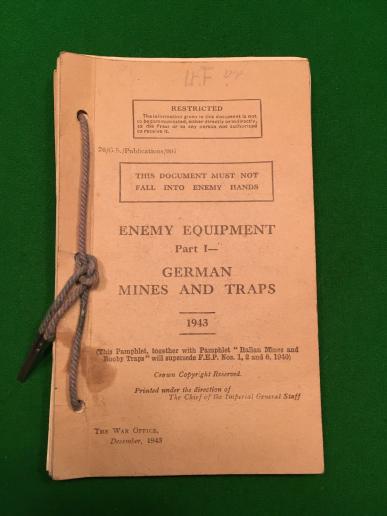 RESTRICTED
The information given in this document is not
to be communicated, either directly or indirectly,
to the Press or to any person not authorized
to receive it.
26/G.S./Publications/
THIS DOCUMENT MUST NOT
FALL INTO ENEMY HANDS
ENEMY EQUIPMENT
Part I—
GERMAN
MINES AND TRAPS
1943
(This Pamphlet, together with Pamphlet "Italian Mines and
Booby Traps" will supersede F.E.P. Nos. 1, 2 and 6, 1940)
Crown Copyright Reserved.
Printed under the direction of
The Chief of the Imperial General Staff
THE WAR OFFICE,
December, 1943